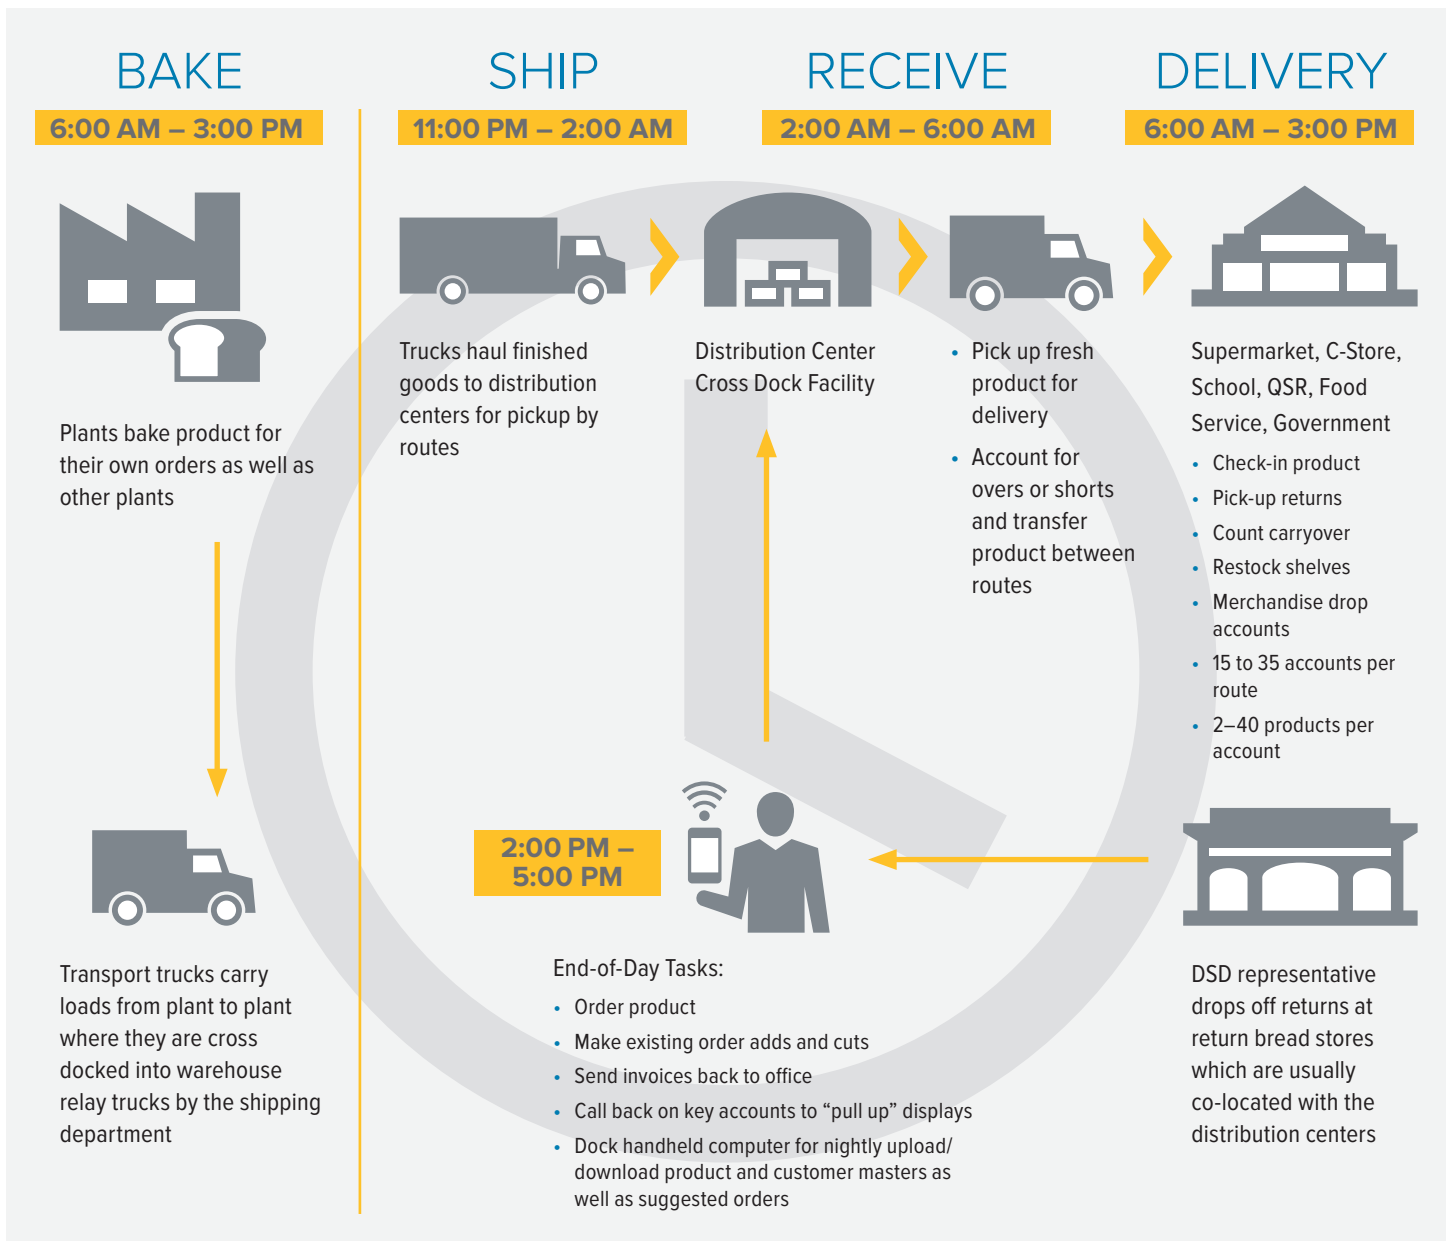 BAKE
6:00 AM – 3:00 PM
Plants bake product for
their own orders as well as
other plants
Transport trucks carry
loads from plant to plant
where they are cross
docked into warehouse
relay trucks by the shipping
department
SHIP
11:00 PM – 2:00 AM
Trucks haul finished
goods to distribution
centers for pickup by
routes
RECEIVE
2:00 AM – 6:00 AM
Distribution Center
Cross Dock Facility
• Pick up fresh
product for
delivery
• Account for
overs or shorts
and transfer
product between
routes
DELIVERY
6:00 AM – 3:00 PM
Supermarket, C-Store,
School, QSR, Food
Service, Government
• Check-in product
• Pick-up returns
• Count carryover
• Restock shelves
• Merchandise drop
accounts
• 15 to 35 accounts per
route
• 2–40 products per
account
DSD representative
drops off returns at
return bread stores
which are usually
co-located with the
distribution centers
2:00 PM –
5:00 PM
End-of-Day Tasks:
• Order product
• Make existing order adds and cuts
• Send invoices back to office
• Call back on key accounts to “pull up” displays
• Dock handheld computer for nightly upload/
download product and customer masters as
well as suggested orders